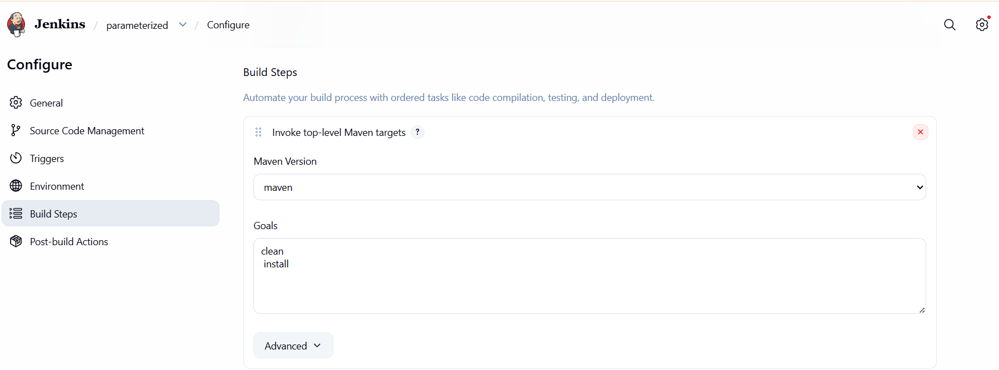 Jenkins / parameterized / Configure
Configure
General
Source Code Management
Triggers
Environment
Build Steps
Post-build Actions
Build Steps
Automate your build process with ordered tasks like code compilation, testing, and deployment.
Invoke top-level Maven targets ?
Maven Version
maven
Goals
clean
install
Advanced